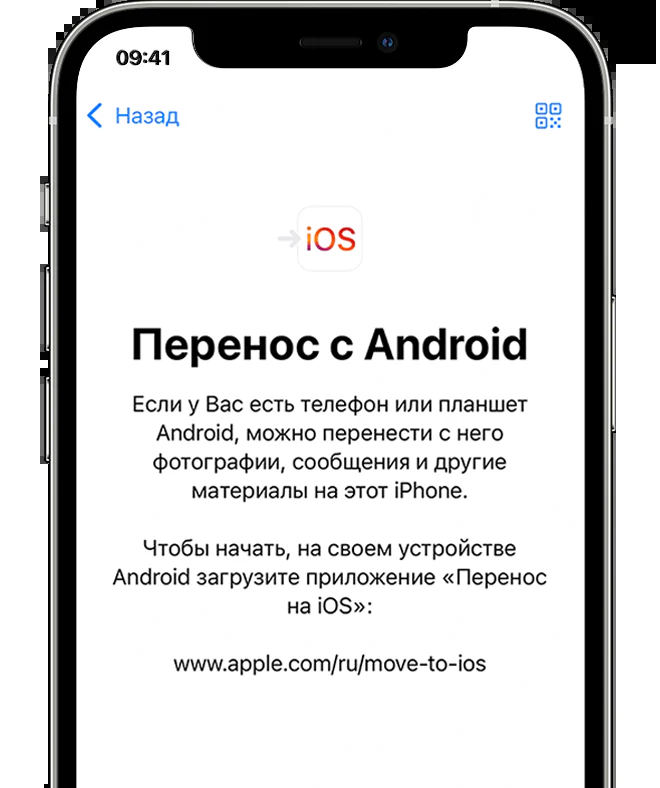 09:41
Назад
iOS
Перенос с Android
Если у Вас есть телефон или планшет
Android, можно перенести с него
фотографии, сообщения и другие
материалы на этот iPhone.
Чтобы начать, на своем устройстве
Android загрузите приложение «Перенос
на iOS»:
www.apple.com/ru/move-to-ios